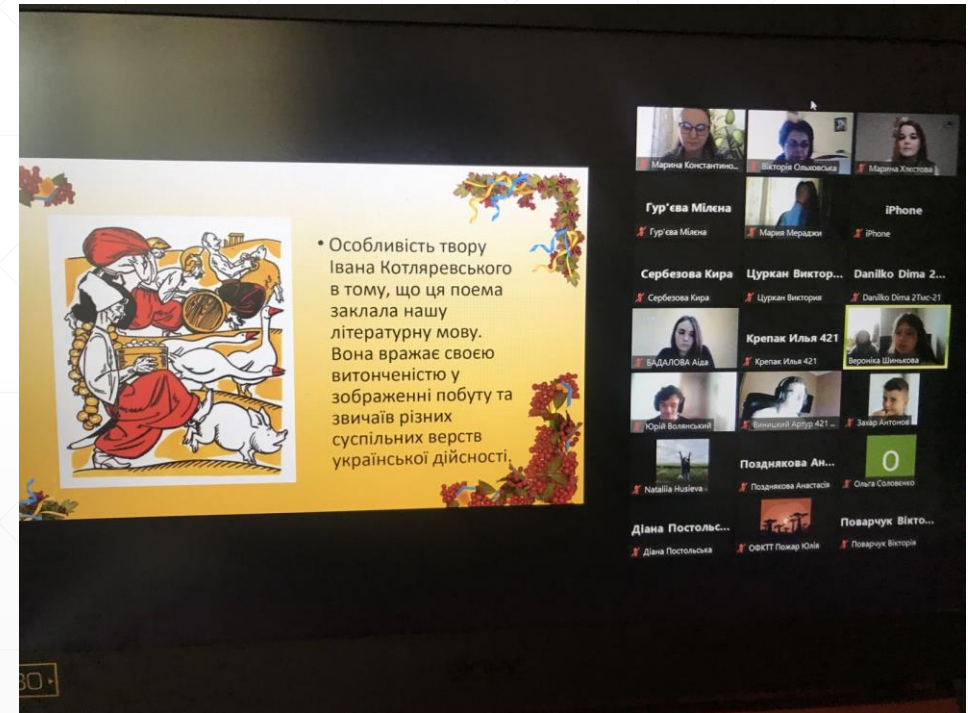 • Особливість твору
Івана Котляревського
в тому, що ця поема
заклала нашу
літературну мову.
Вона вражає своєю
витонченістю у
зображенні побуту та
звичаїв різних
суспільних верств
української дійсності.
Марина Константино...
Вікторія Ольховська
Марина Хлєстова
Гур'єва Мілєна
Гур'єва Мілєна
Мария Мераджи
iPhone
iPhone
Сербезова Кира
Сербезова Кира
Цуркан Виктор...
Цуркан Виктория
Danilko Dima 2...
Danilko Dima 2Тис-21
БАДАЛОВА Аіда
Крепак Илья 421
Крепак Илья 421
Вероніка Шинькова
Юрій Волянський
Виницкий Артур 421 ...
Захар Антонов
Nataliia Husieva
Позднякова Ан...
Позднякова Анастасія
О
Ольга Соловенко
Діана Постольс...
Діана Постольська
ОФКТТ Пожар Юлія
Поварчук Вікто...
Поварчук Вікторія